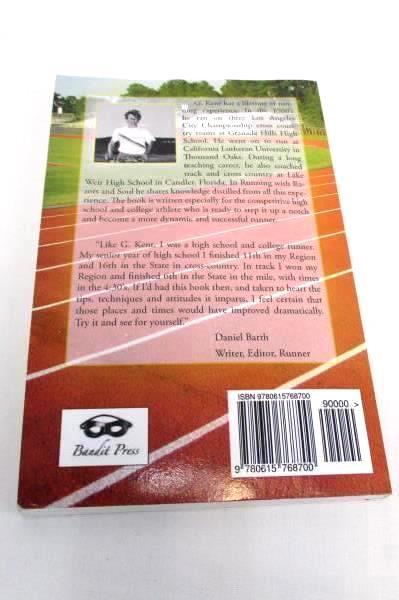 G. Kent has a lifetime of run-
ning experience. In the 1960's
he ran on three Los Angeles
City Championship cross coun-
try teams at Granada Hills High
School. He went on to run at
California Lutheran University in
Thousand Oaks. During a long
teaching career, he also coached
track and cross country at Lake
Weir High School in Candler, Florida. In Running with Ra-
zors and Soul he shares knowledge distilled from all this expe-
rience. The book is written especially for the competitive high
school and college athlete who is ready to step it up a notch
and become a more dynamic and successful runner.
"Like G. Kent, I was a high school and college runner.
My senior year of high school I finished 11th in my Region
and 16th in the State in cross-country. In track I won my
Region and finished 6th in the State in the mile, with times
in the 4:30's. If I'd had this book then, and taken to heart the
tips, techniques and attitudes it imparts, I feel certain that
those places and times would have improved dramatically.
Try it and see for yourself."
Daniel Barth
Writer, Editor, Runner
ISBN 9780615768700
90000 >
9 780615 768700
Bandit Press